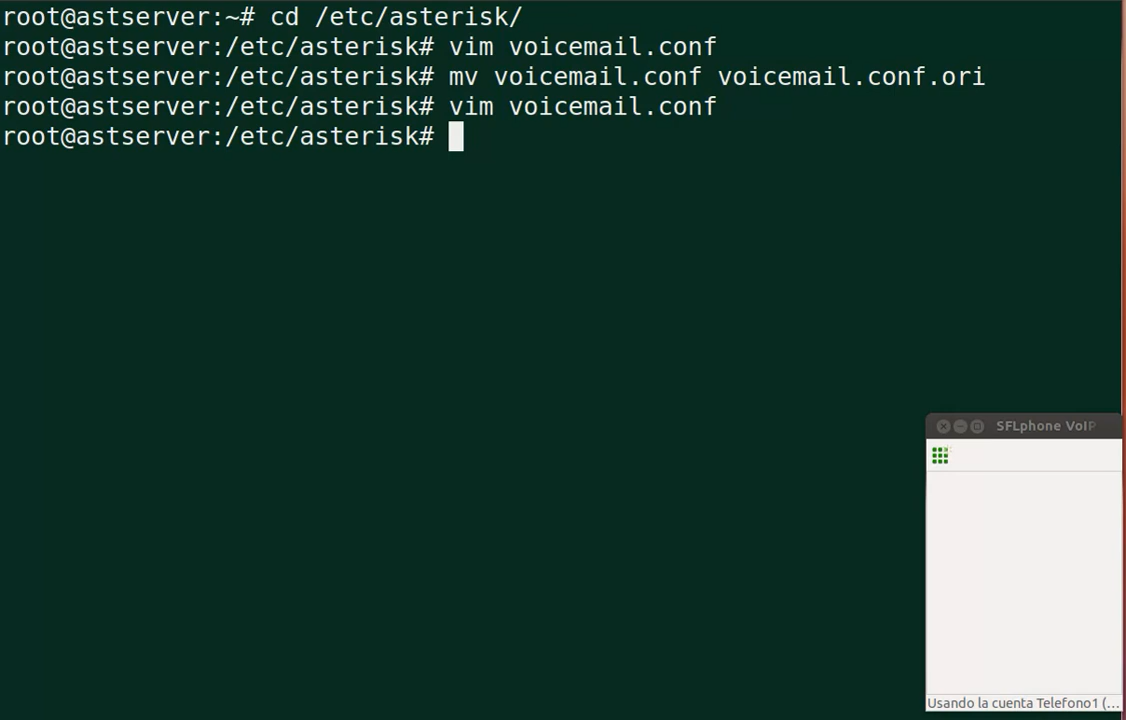 root@astserver:~# cd /etc/asterisk/
root@astserver:/etc/asterisk# vim voicemail.conf
root@astserver:/etc/asterisk# mv voicemail.conf voicemail.conf.ori
root@astserver:/etc/asterisk# vim voicemail.conf
root@astserver:/etc/asterisk#
SFLphone VoIP
Usando la cuenta Telefono1 (...